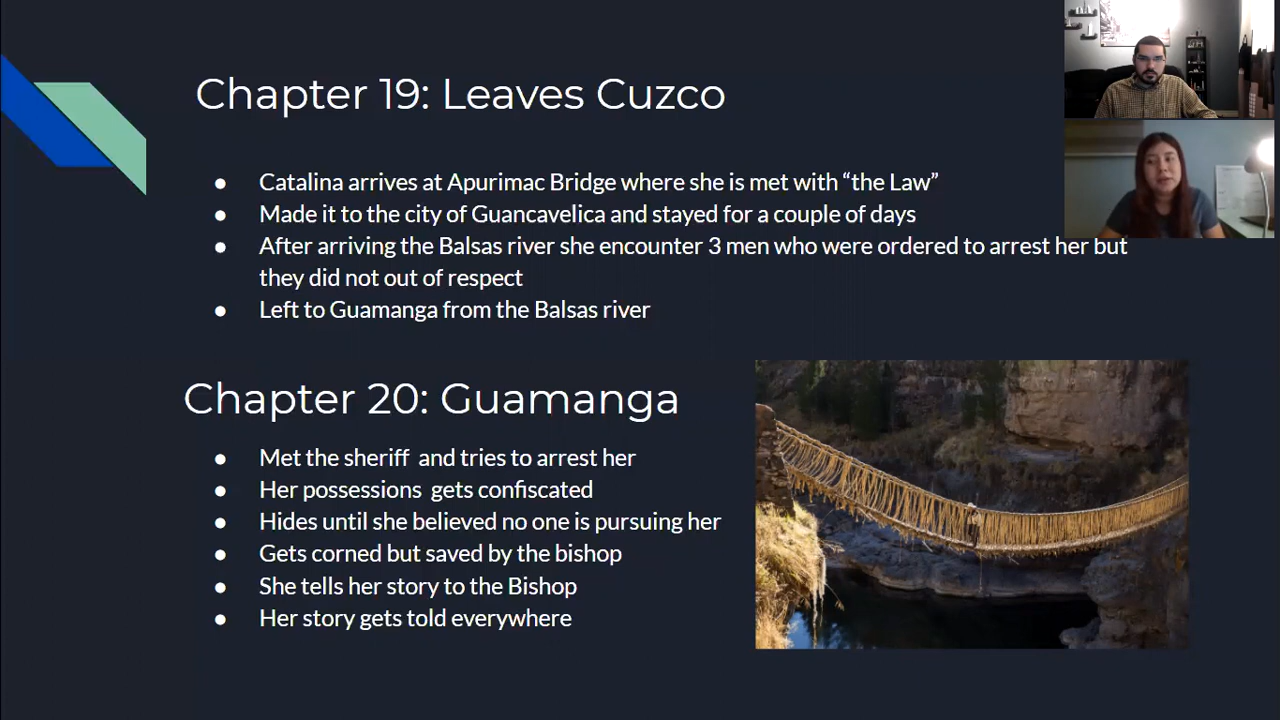 Chapter 19: Leaves Cuzco
● Catalina arrives at Apurimac Bridge where she is met with “the Law”
● Made it to the city of Guancavelica and stayed for a couple of days
● After arriving the Balsas river she encounter 3 men who were ordered to arrest her but
they did not out of respect
● Left to Guamanga from the Balsas river
Chapter 20: Guamanga
● Met the sheriff and tries to arrest her
● Her possessions gets confiscated
● Hides until she believed no one is pursuing her
● Gets corned but saved by the bishop
● She tells her story to the Bishop
● Her story gets told everywhere